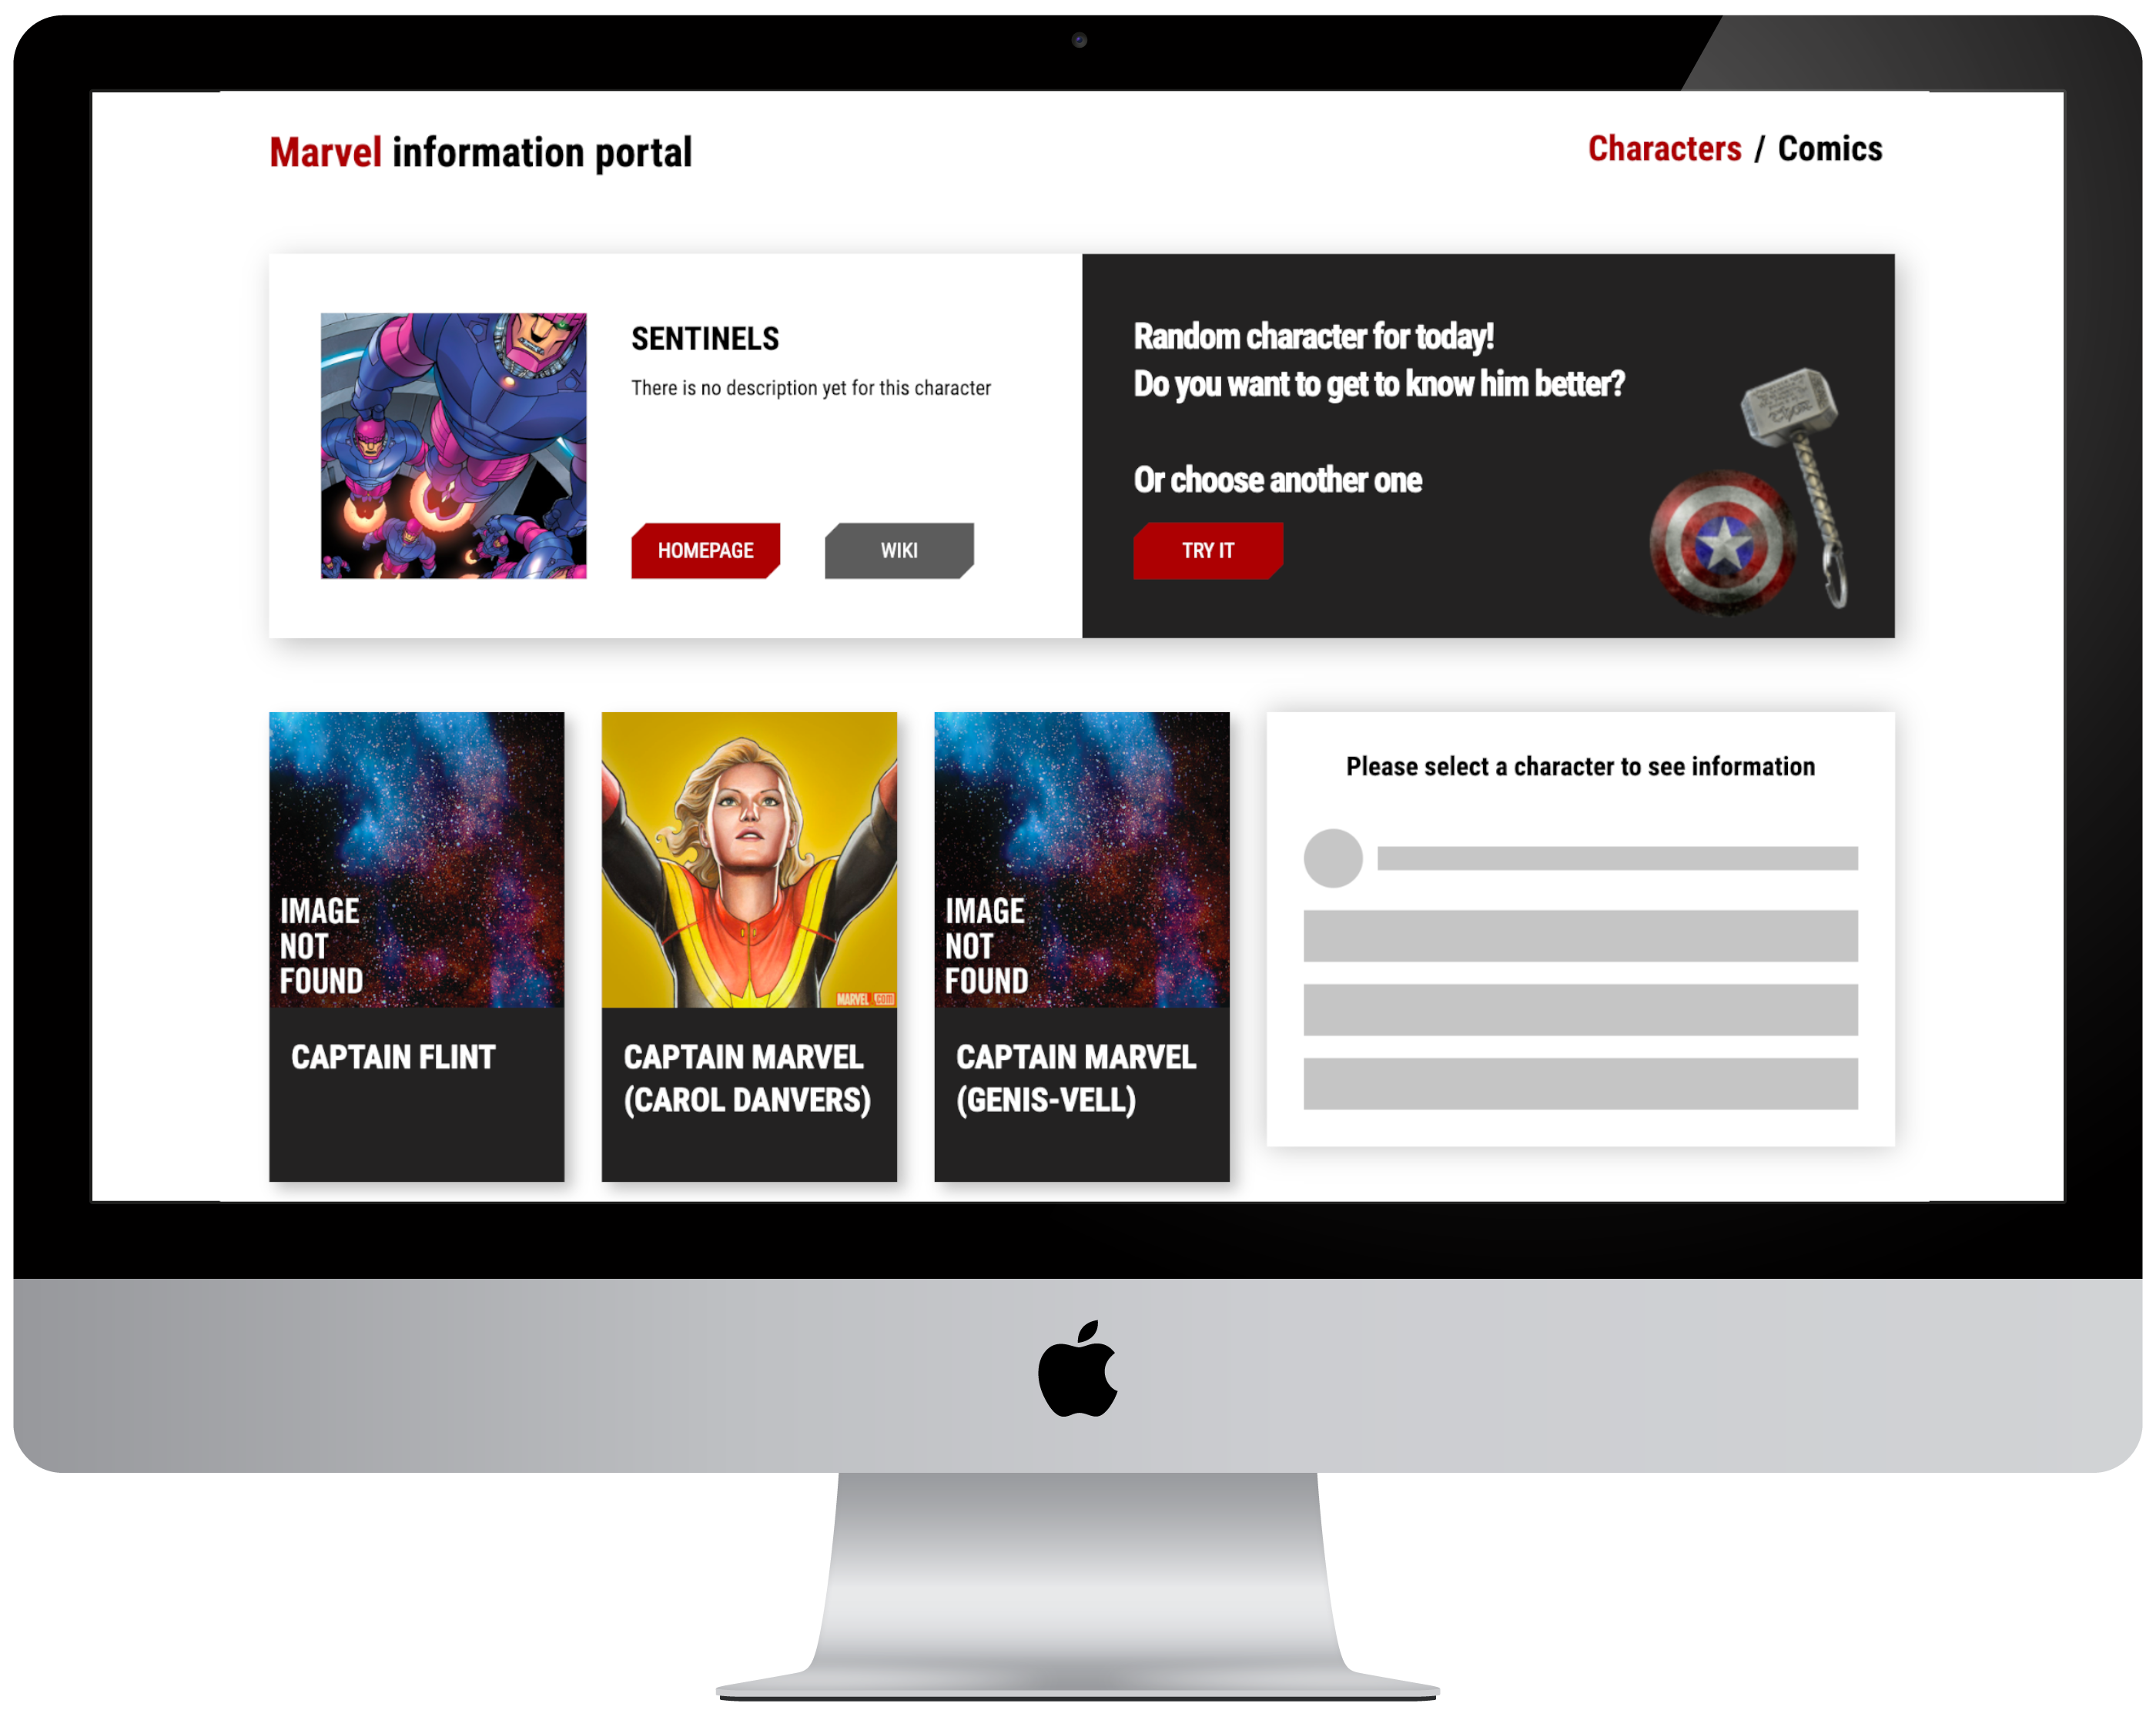 Marvel information portal
Characters / Comics
SENTINELS
There is no description yet for this character
HOMEPAGE
WIKI
Random character for today!
Do you want to get to know him better?
Or choose another one
TRY IT
IMAGE
NOT
FOUND
CAPTAIN FLINT
MARVEL.COM
CAPTAIN MARVEL
(CAROL DANVERS)
IMAGE
NOT
FOUND
CAPTAIN MARVEL
(GENIS-VELL)
Please select a character to see information